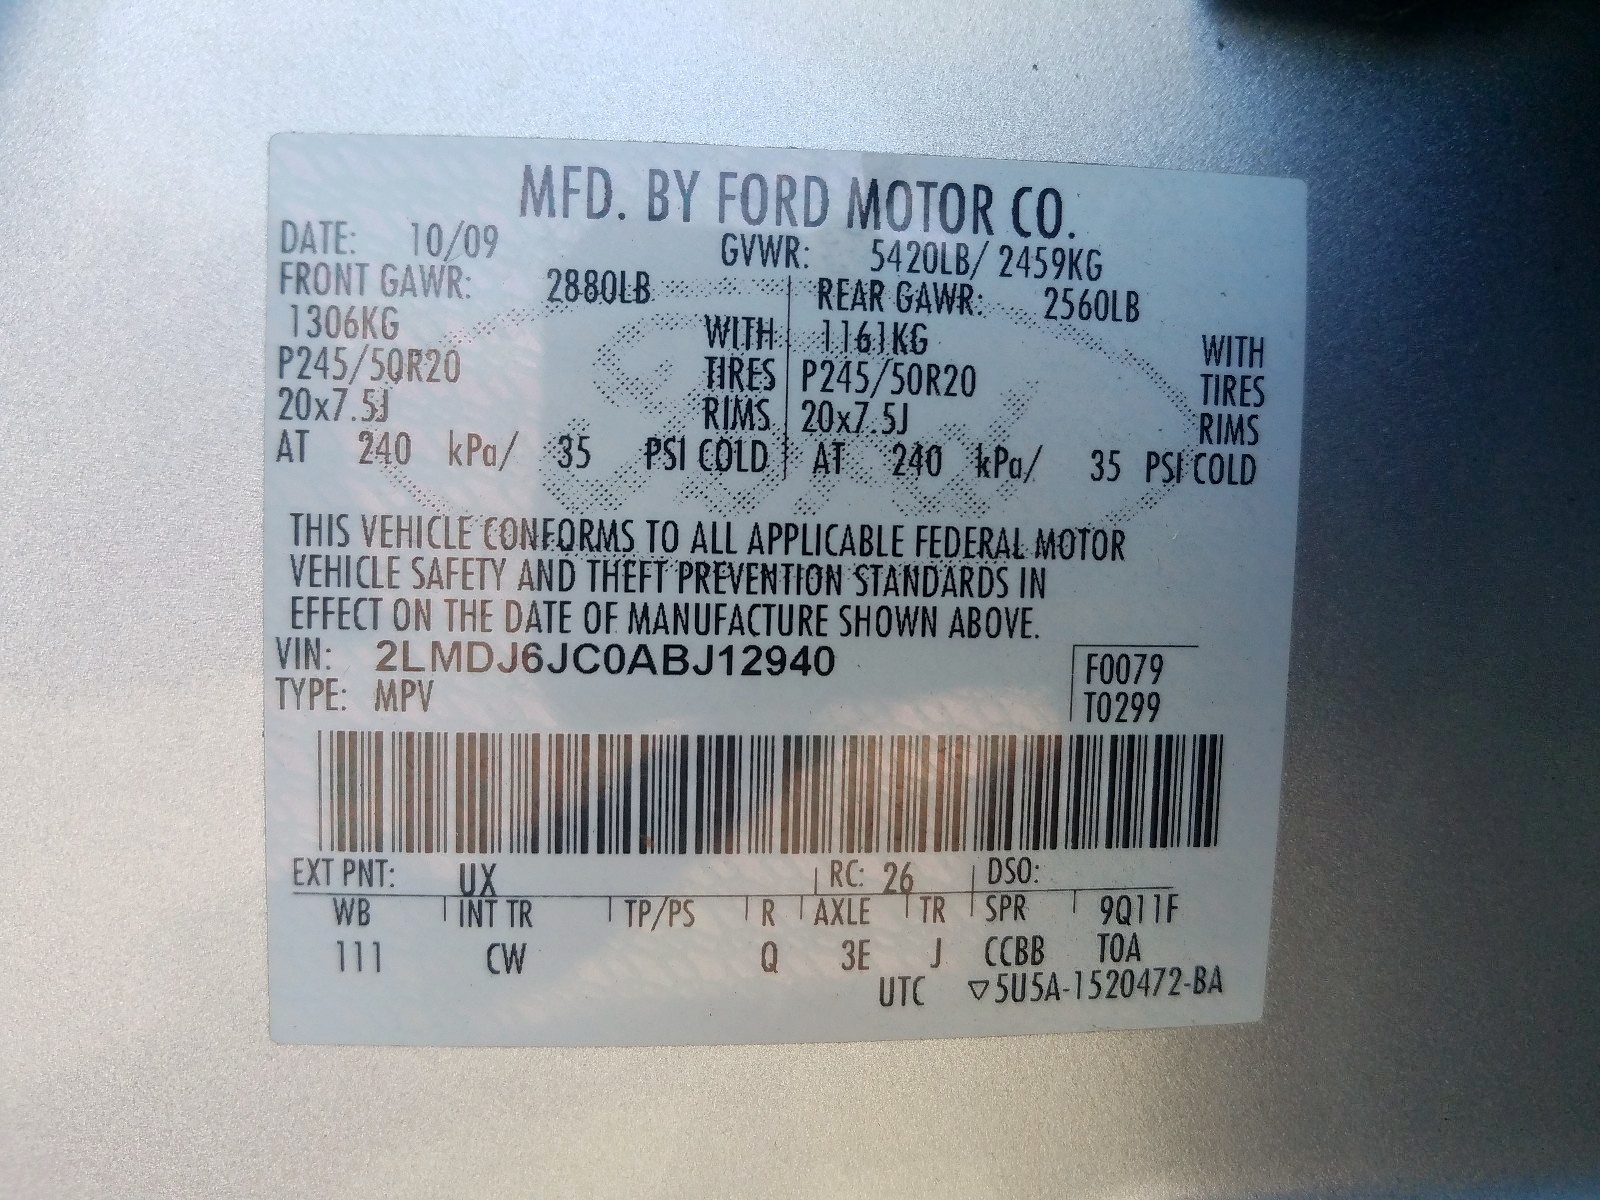 MFD. BY FORD MOTOR CO.
DATE: 10/09 GVWR: 5420LB/ 2459KG
FRONT GAWR: 2880LB REAR GAWR: 2560LB
1306KG WITH 1161KG WITH
P245/50R20 TIRES P245/50R20 TIRES
20x7.5J RIMS 20x7.5J RIMS
AT 240 kPa/ 35 PSI COLD AT 240 kPa/ 35 PSI COLD
THIS VEHICLE CONFORMS TO ALL APPLICABLE FEDERAL MOTOR
VEHICLE SAFETY AND THEFT PREVENTION STANDARDS IN
EFFECT ON THE DATE OF MANUFACTURE SHOWN ABOVE.
VIN: 2LMDJ6JC0ABJ12940 F0079
TYPE: MPV T0299
EXT PNT: UX RC: 26 DSO:
WB INT TR TP/PS R AXLE TR SPR 9Q11F
111 CW Q 3E J CCBB TOA
UTC ▽5U5A-1520472-BA